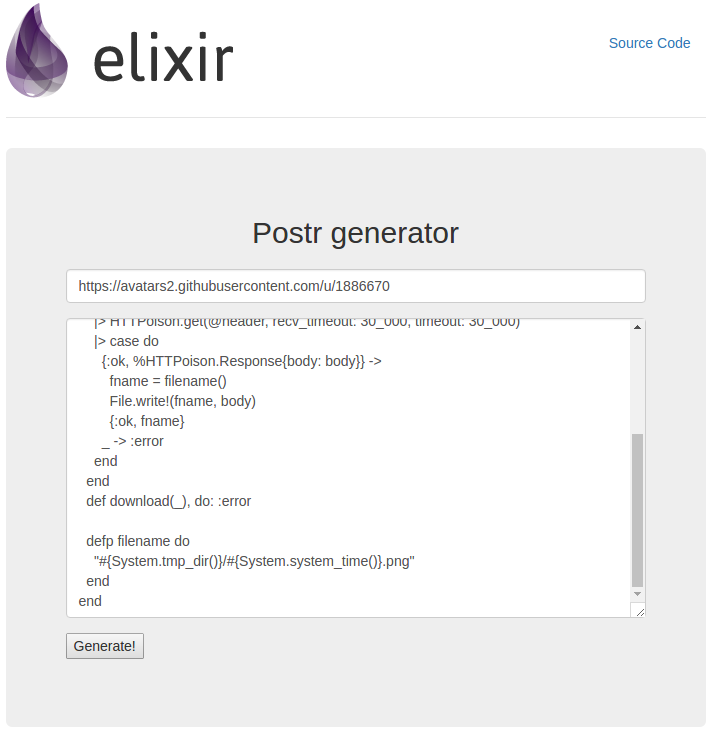 elixir
Source Code
Postr generator
https://avatars2.githubusercontent.com/u/1886670
|> HTTPoison.get(@header, recv_timeout: 30_000, timeout: 30_000)
|> case do
{:ok, %HTTPoison.Response{body: body}} ->
fname = filename()
File.write!(fname, body)
{:ok, fname}
_ -> :error
end
end
def download(_), do: :error
defp filename do
"#{System.tmp_dir()}/#{System.system_time()}.png"
end
end
Generate!